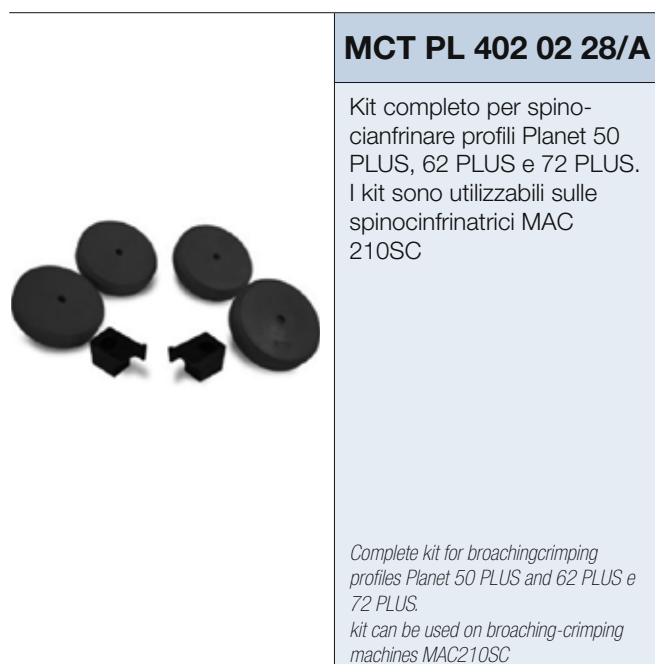 MCT PL 402 02 28/A
Kit completo per spino-
cianfrinare profili Planet 50
PLUS, 62 PLUS e 72 PLUS.
I kit sono utilizzabili sulle
spinocinfrinatrici MAC
210SC
Complete kit for broachingcrimping
profiles Planet 50 PLUS and 62 PLUS e
72 PLUS.
kit can be used on broaching-crimping
machines MAC210SC